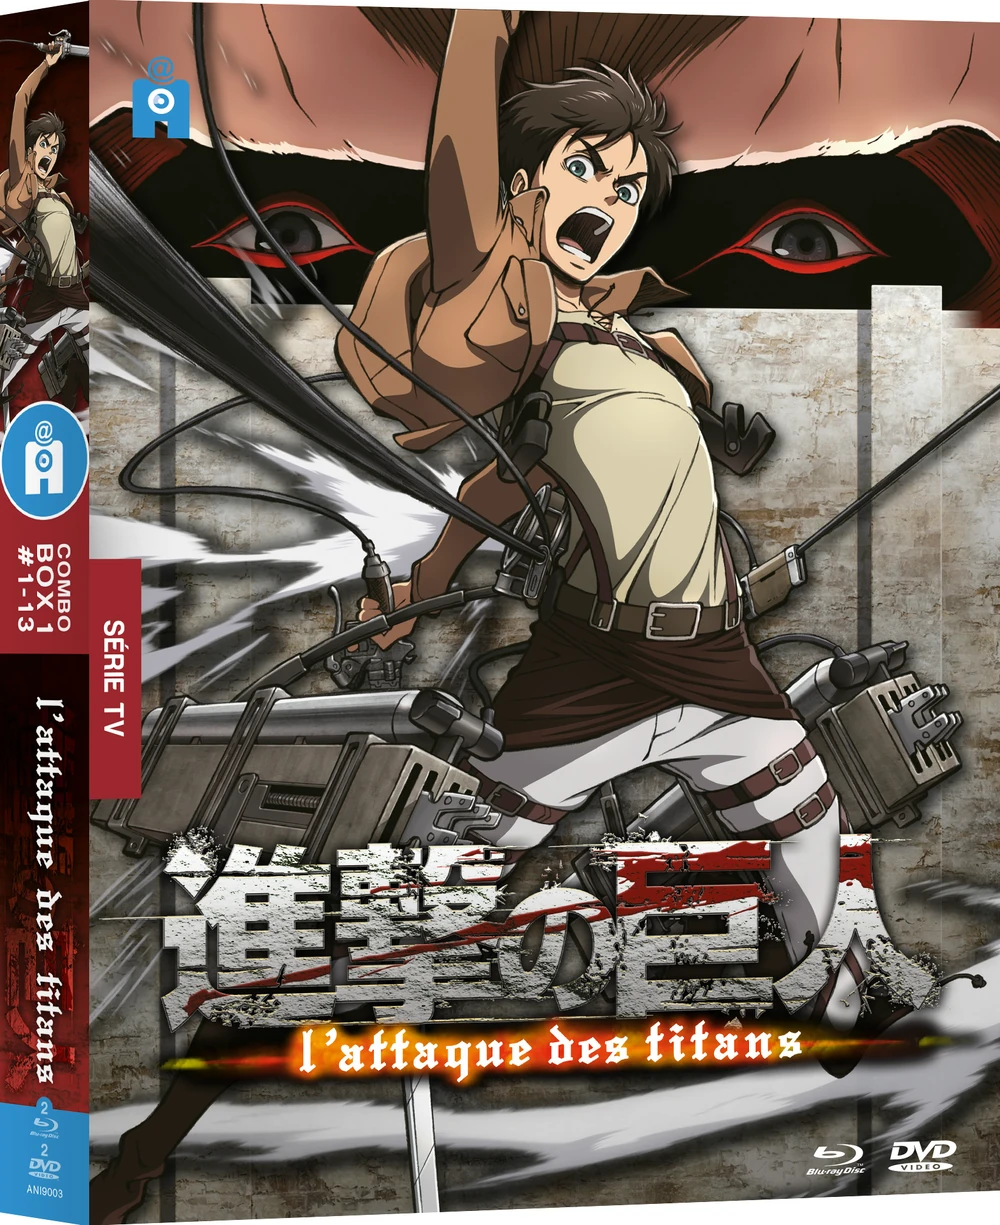 @
COMBO
BOX 1
#1-13
l'attaque des titans
2
Blu-ray Disc
2
DVD
VIDEO
ANI9003
@
SÉRIE TV
進撃の巨人
l'attaque des titans
Blu-ray Disc
DVD
VIDEO